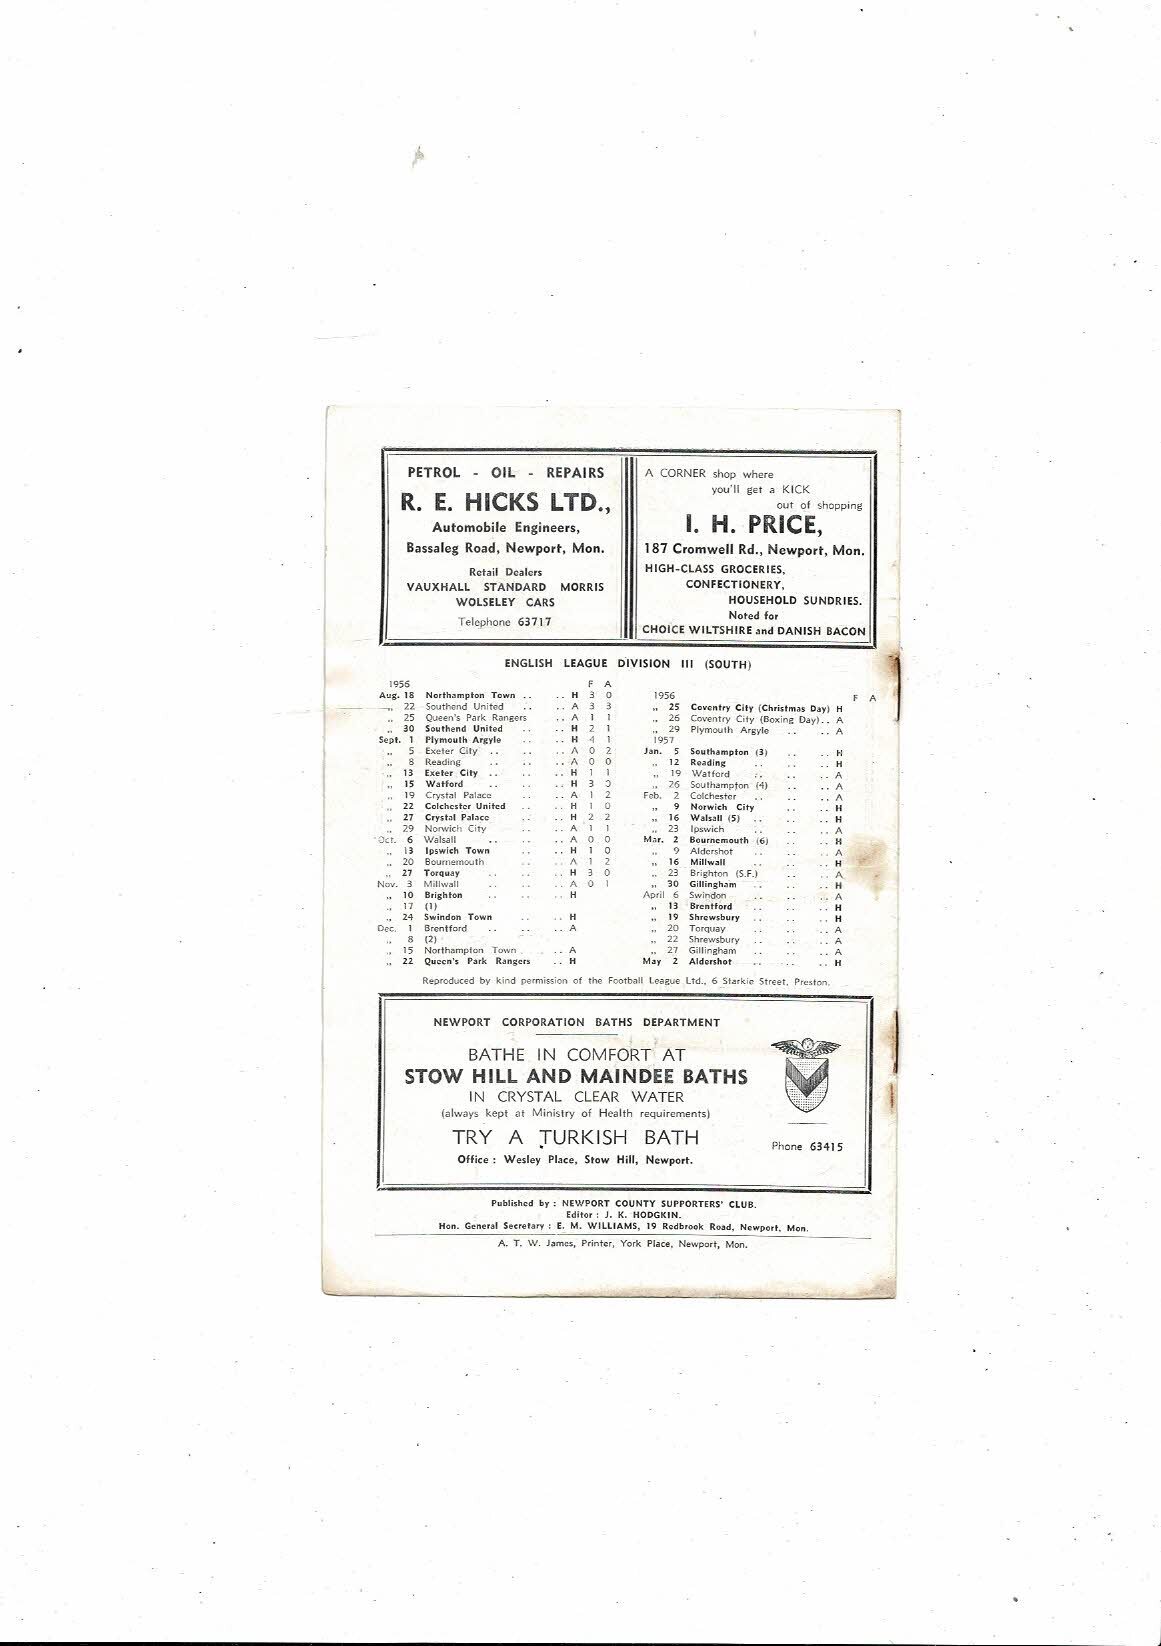 PETROL - OIL - REPAIRS
R. E. HICKS LTD.,
Automobile Engineers,
Bassaleg Road, Newport, Mon.
Retail Dealers
VAUXHALL STANDARD MORRIS
WOLSELEY CARS
Telephone 63717
A CORNER shop where
you'll get a KICK
out of shopping
I. H. PRICE,
187 Cromwell Rd., Newport, Mon.
HIGH-CLASS GROCERIES,
CONFECTIONERY,
HOUSEHOLD SUNDRIES.
Noted for
CHOICE WILTSHIRE and DANISH BACON
ENGLISH LEAGUE DIVISION III (SOUTH)
1956 F A
Aug. 18 Northampton Town .. .. H 3 0
,, 22 Southend United .. .. A 3 3
,, 25 Queen's Park Rangers .. A 1 1
,, 30 Southend United .. .. H 2 1
Sept. 1 Plymouth Argyle .. .. H 4 1
,, 5 Exeter City .. .. .. A 0 2
,, 8 Reading .. .. .. A 0 0
,, 13 Exeter City .. .. .. H 1 1
,, 15 Watford .. .. .. H 3 0
,, 19 Crystal Palace .. .. A 1 2
,, 22 Colchester United .. .. H 1 0
,, 27 Crystal Palace .. .. H 2 2
,, 29 Norwich City .. .. A 1 1
Oct. 6 Walsall .. .. .. A 0 0
,, 13 Ipswich Town .. .. H 1 0
,, 20 Bournemouth .. .. A 1 2
,, 27 Torquay .. .. .. H 3 0
Nov. 3 Millwall .. .. .. A 0 1
,, 10 Brighton .. .. .. H
,, 17 (1)
,, 24 Swindon Town .. .. H
Dec. 1 Brentford .. .. .. A
,, 8 (2)
,, 15 Northampton Town . .. A
,, 22 Queen's Park Rangers .. H
1956 F A
,, 25 Coventry City (Christmas Day) H
,, 26 Coventry City (Boxing Day) .. A
,, 29 Plymouth Argyle .. .. A
1957
Jan. 5 Southampton (3) .. .. H
,, 12 Reading .. .. .. H
,, 19 Watford .. .. .. A
,, 26 Southampton (4) .. .. A
Feb. 2 Colchester .. .. .. A
,, 9 Norwich City .. .. H
,, 16 Walsall (5) .. .. .. H
,, 23 Ipswich .. .. .. A
Mar. 2 Bournemouth (6) .. .. H
,, 9 Aldershot .. .. .. A
,, 16 Millwall .. .. .. H
,, 23 Brighton (S.F.) .. .. A
,, 30 Gillingham .. .. .. H
April 6 Swindon .. .. .. A
,, 13 Brentford .. .. .. H
,, 19 Shrewsbury .. .. .. H
,, 20 Torquay .. .. .. A
,, 22 Shrewsbury .. .. .. A
,, 27 Gillingham .. .. .. A
May 2 Aldershot .. .. .. H
Reproduced by kind permission of the Football League Ltd., 6 Starkie Street, Preston.
NEWPORT CORPORATION BATHS DEPARTMENT
BATHE IN COMFORT AT
STOW HILL AND MAINDEE BATHS
IN CRYSTAL CLEAR WATER
(always kept at Ministry of Health requirements)
TRY A TURKISH BATH
Office : Wesley Place, Stow Hill, Newport.
Phone 63415
Published by : NEWPORT COUNTY SUPPORTERS' CLUB.
Editor : J. K. HODGKIN.
Hon. General Secretary : E. M. WILLIAMS, 19 Redbrook Road, Newport, Mon.
A. T. W. James, Printer, York Place, Newport, Mon.